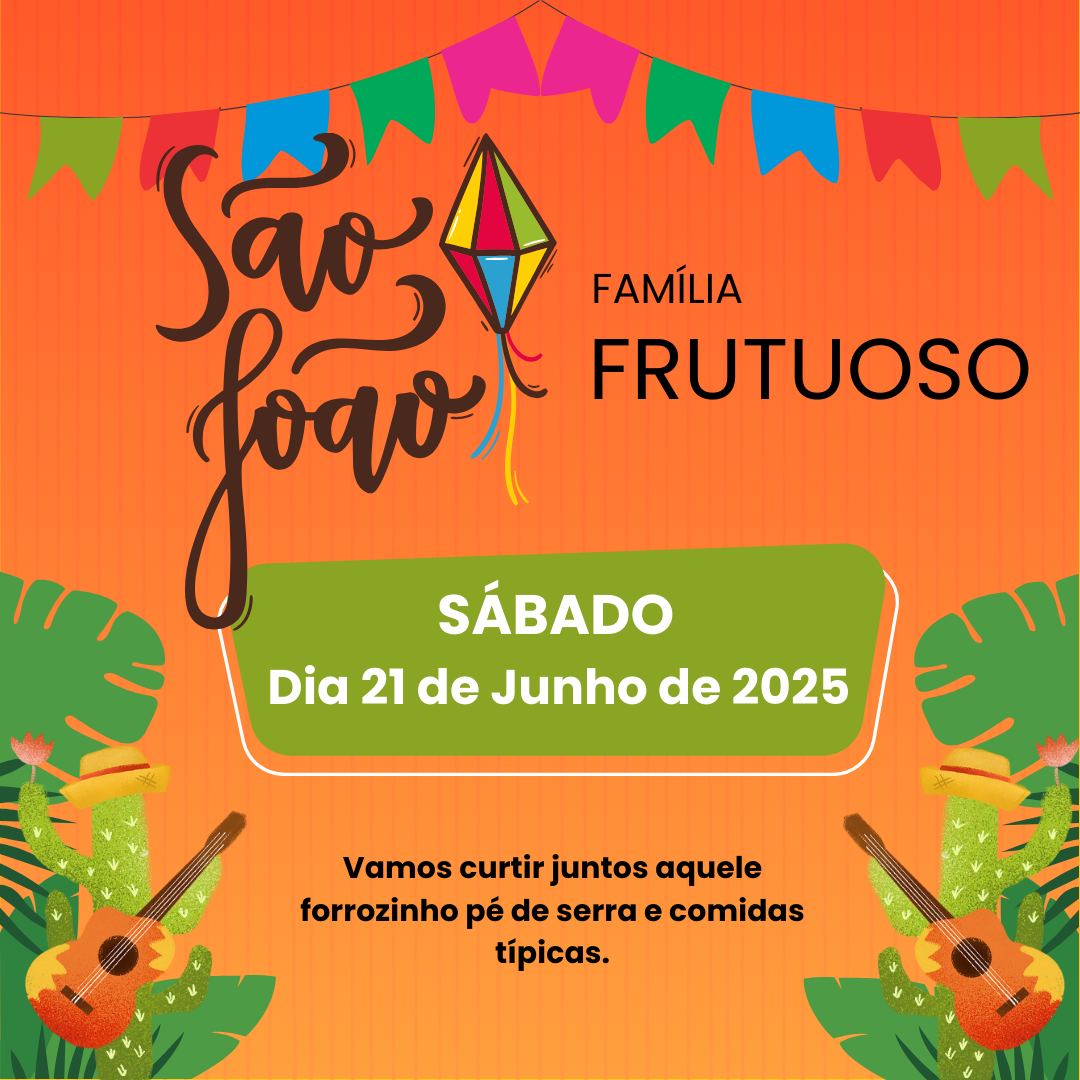 São
João
FAMÍLIA
FRUTUOSO
SÁBADO
Dia 21 de Junho de 2025
Vamos curtir juntos aquele
forrozinho pé de serra e comidas
típicas.